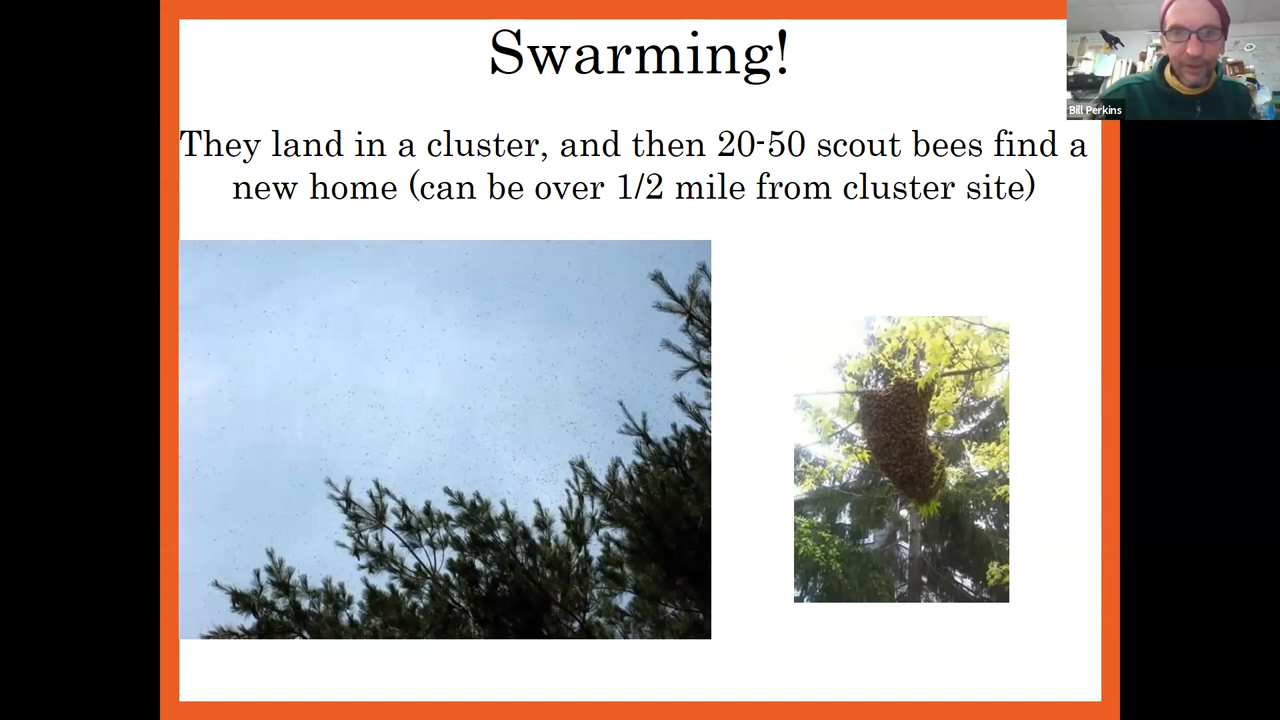 Swarming!
Bill Perkins
They land in a cluster, and then 20-50 scout bees find a
new home (can be over 1/2 mile from cluster site)